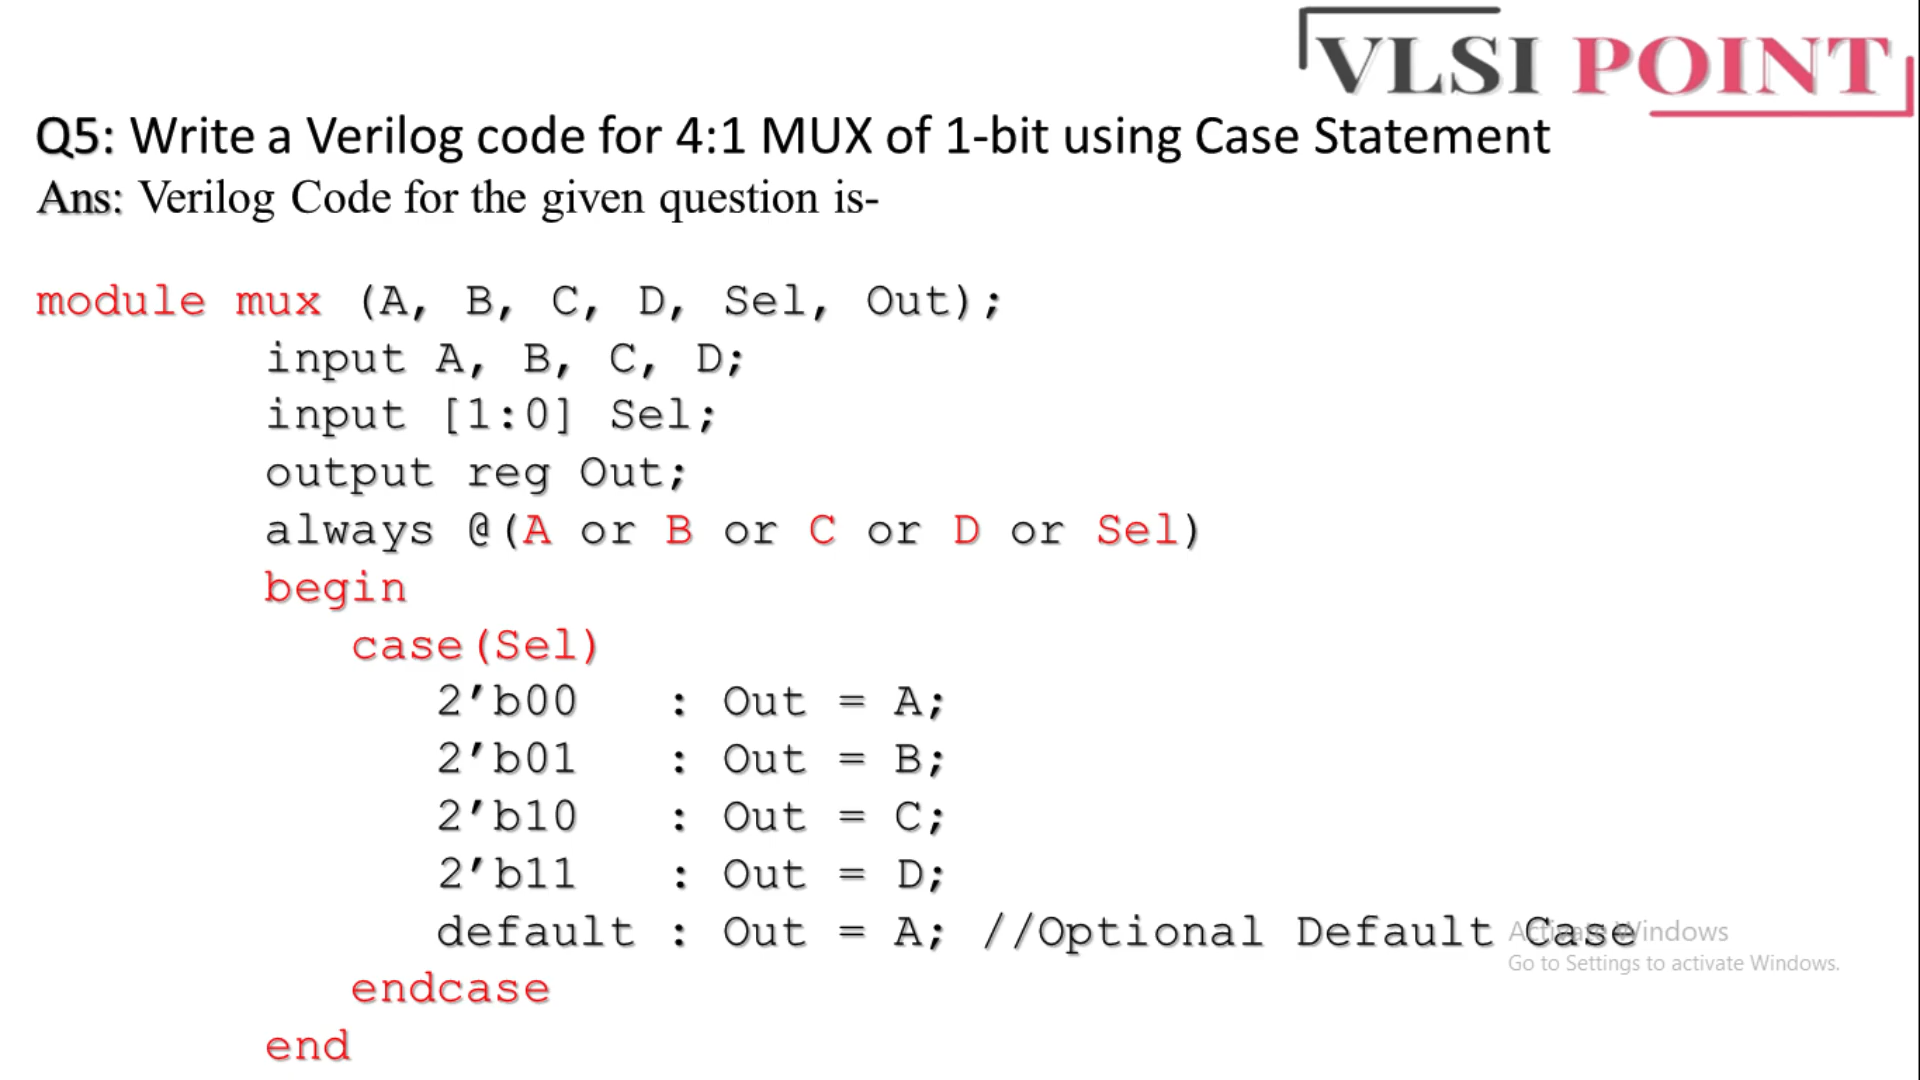 VLSI POINT
Q5: Write a Verilog code for 4:1 MUX of 1-bit using Case Statement
Ans: Verilog Code for the given question is-
module mux (A, B, C, D, Sel, Out);
input A, B, C, D;
input [1:0] Sel;
output reg Out;
always @(A or B or C or D or Sel)
begin
case(Sel)
2’b00 : Out = A;
2’b01 : Out = B;
2’b10 : Out = C;
2’b11 : Out = D;
default : Out = A; //Optional Default Case
Activate Windows
Go to Settings to activate Windows.
endcase
end